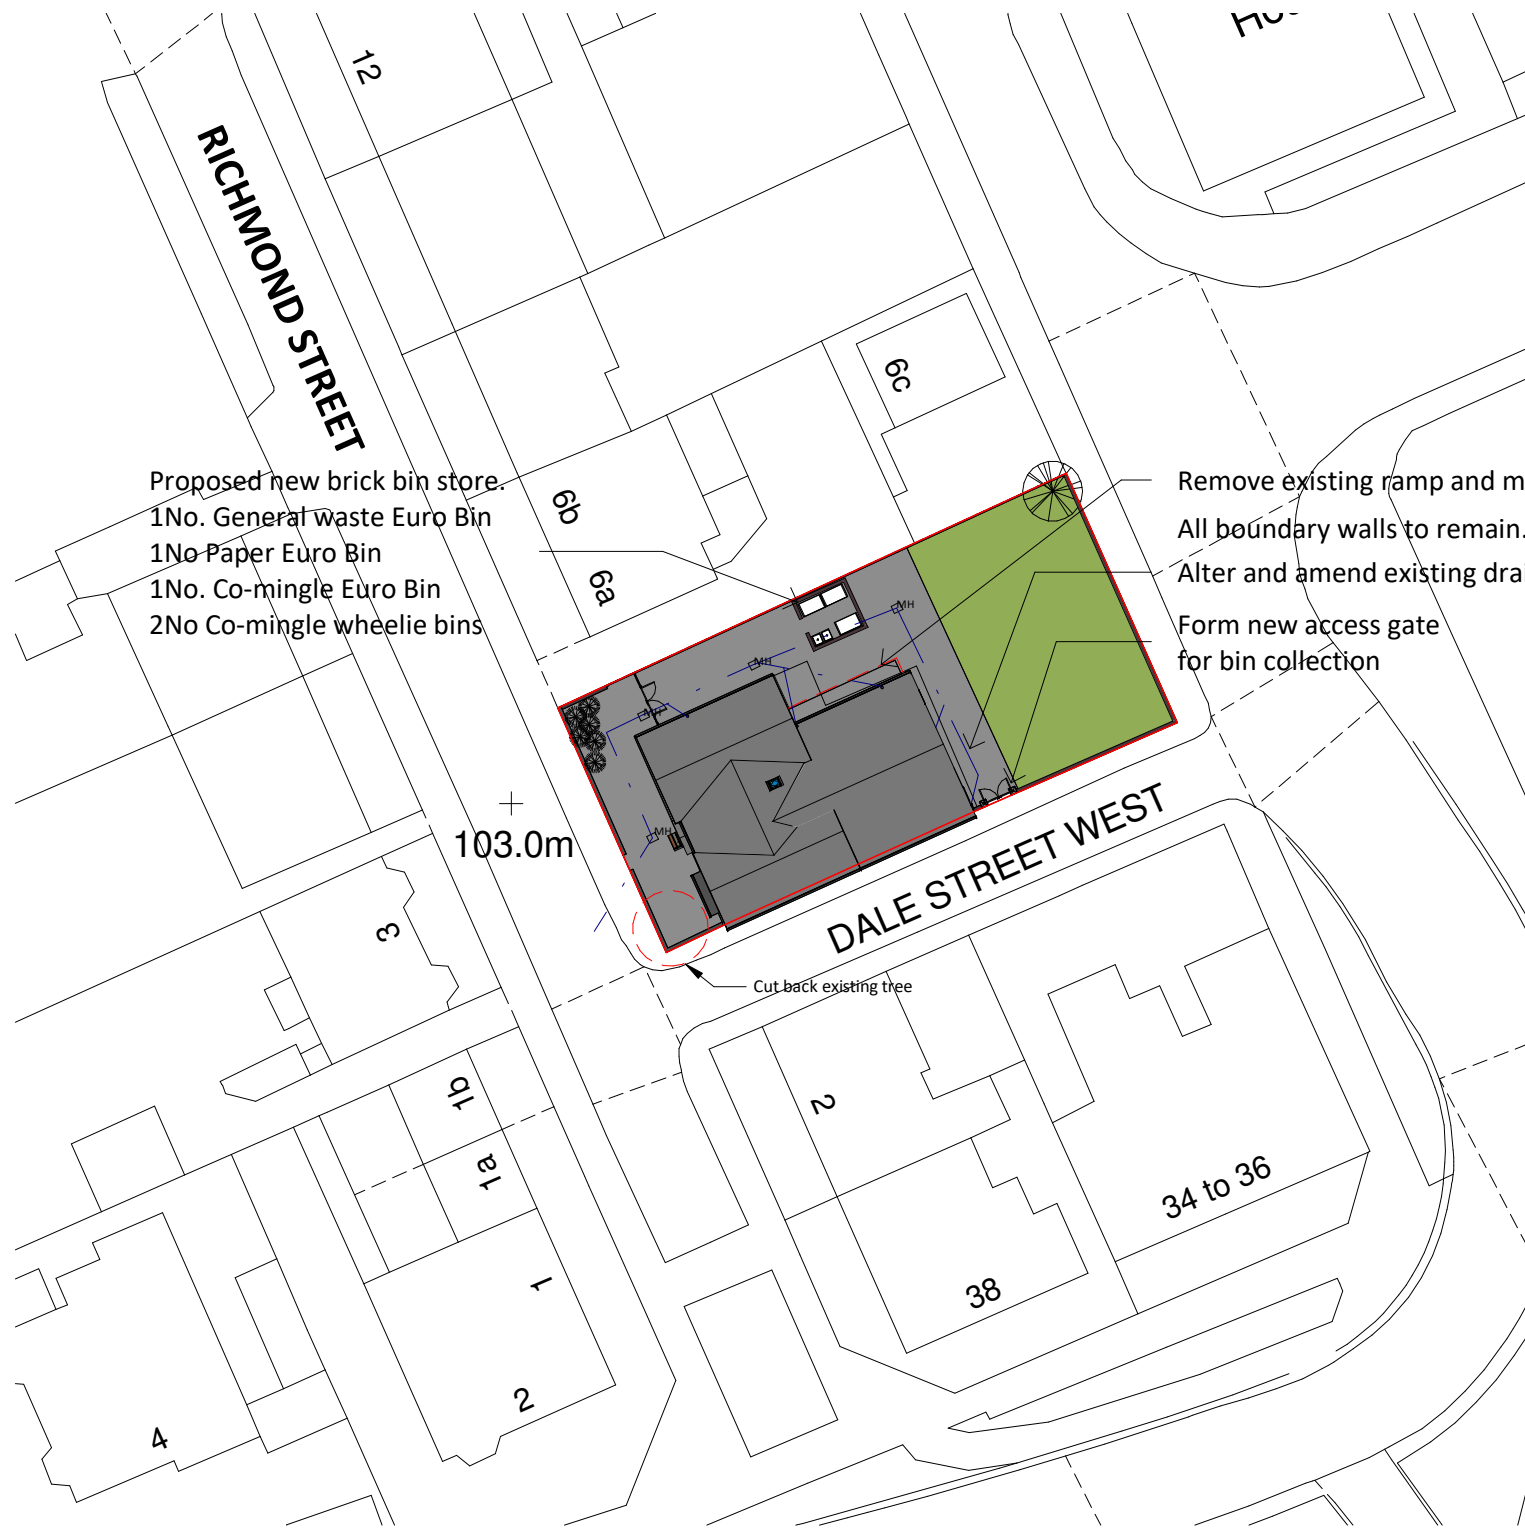 12
RICHMOND STREET
6c
Proposed new brick bin store.
1No. General waste Euro Bin
1No Paper Euro Bin
1No. Co-mingle Euro Bin
2No Co-mingle wheelie bins
6b
6a
Remove existing ramp and
All boundary walls to remain.
Alter and amend existing
Form new access gate
for bin collection
MH
MH
MH
MH
103.0m
DALE STREET WEST
Cut back existing tree
3
1b
1a
1
2
4
2
38
34 to 36